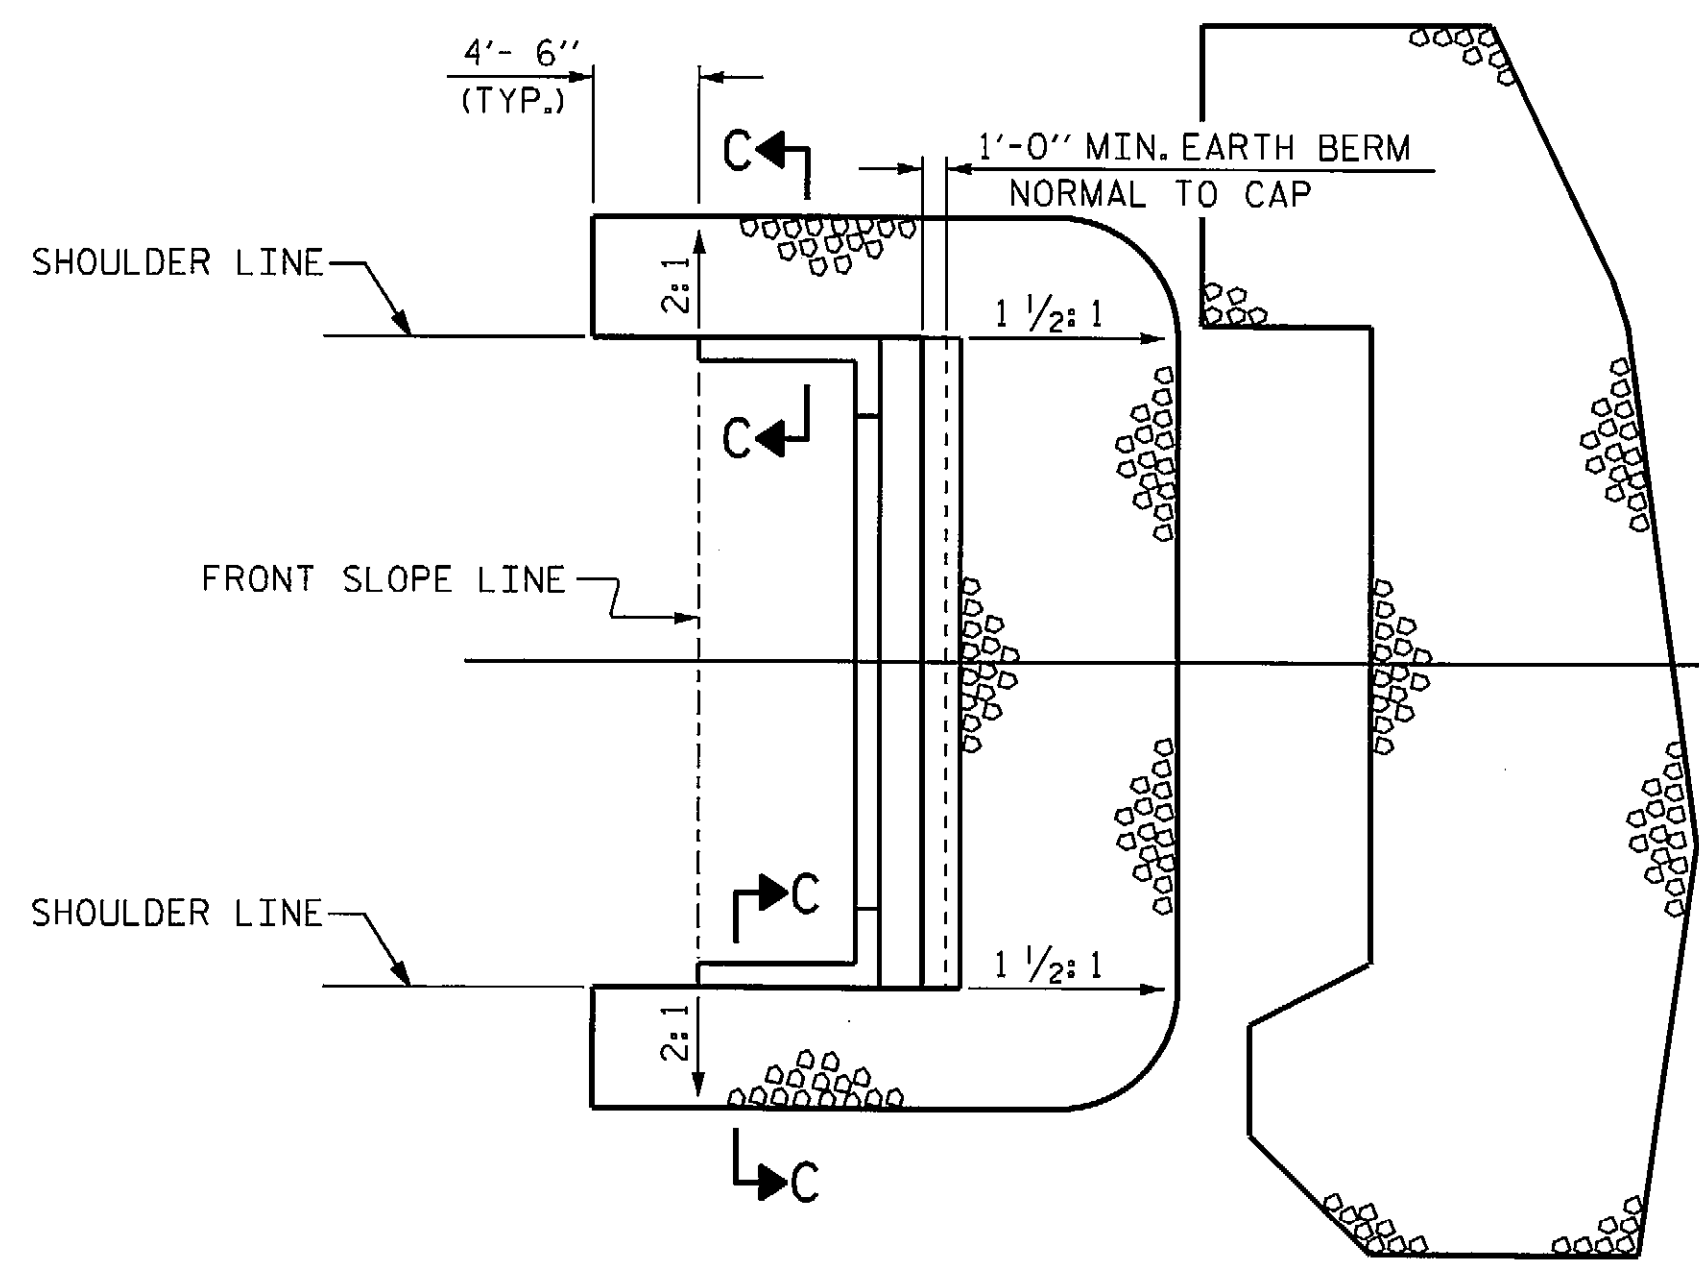 4'- 6"
(TYP.)
C
1'-0" MIN. EARTH BERM
NORMAL TO CAP
SHOULDER LINE
2:1
1 1/2:1
C
FRONT SLOPE LINE
C
SHOULDER LINE
1 1/2:1
2:1
C